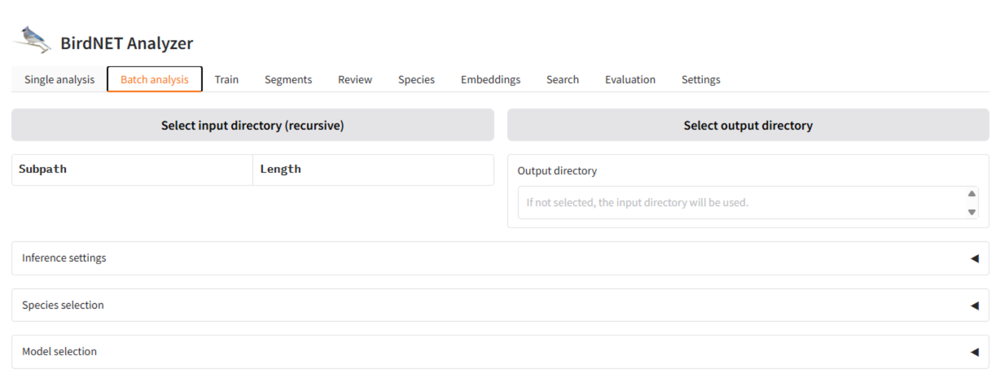 BirdNET Analyzer
Single analysis Batch analysis Train Segments Review Species Embeddings Search Evaluation Settings
Select input directory (recursive)
Select output directory
Subpath Length
Output directory
If not selected, the input directory will be used.
Inference settings
Species selection
Model selection